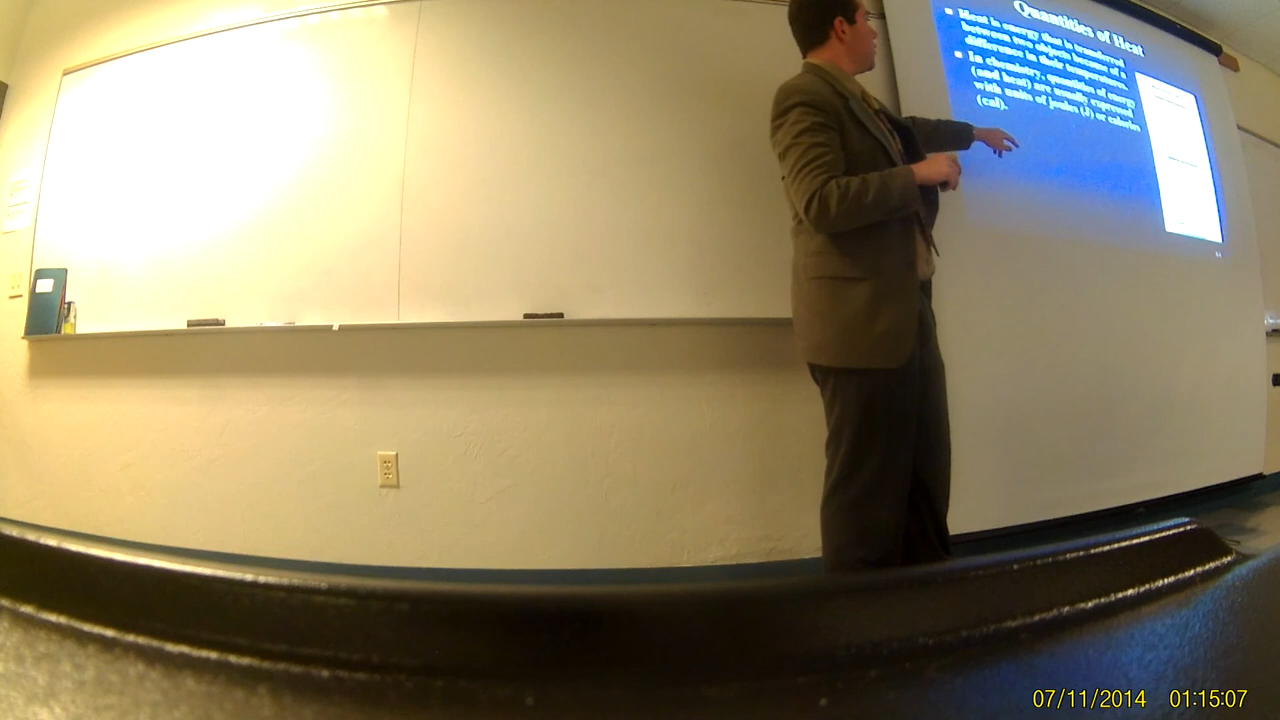 Quantities of Heat
Heat is energy that is transferred
between two objects because of a
difference in their temperatures.
In chemistry, quantities of energy
(and heat) are usually expressed
with units of joules (J) or calories
(cal).
07/11/2014 01:15:07